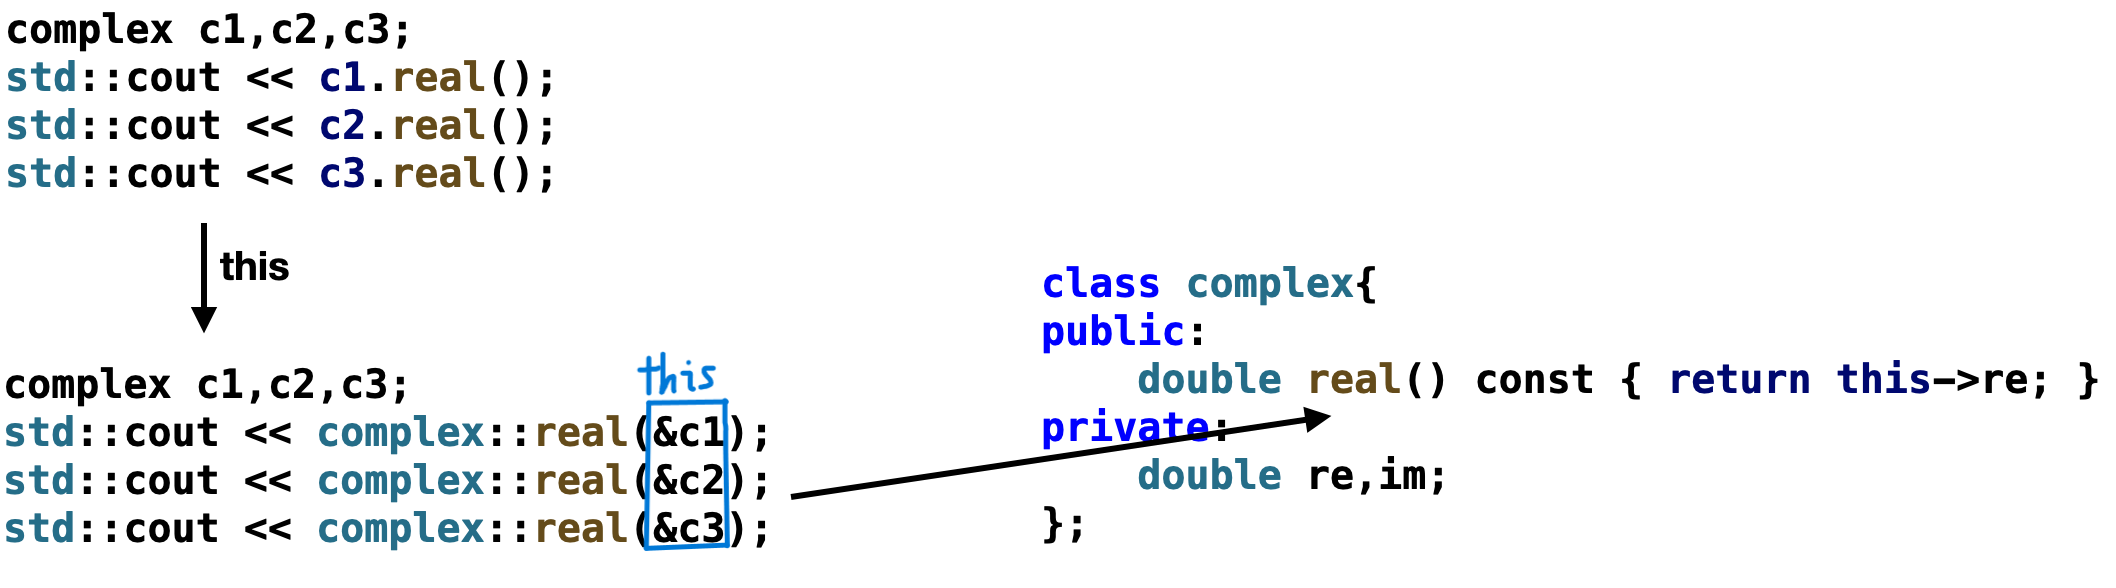 complex c1,c2,c3;
std::cout << c1.real();
std::cout << c2.real();
std::cout << c3.real();
this
complex c1,c2,c3;
this
std::cout << complex::real(&c1);
std::cout << complex::real(&c2);
std::cout << complex::real(&c3);
class complex{
public:
    double real() const { return this->re; }
private:
    double re,im;
};